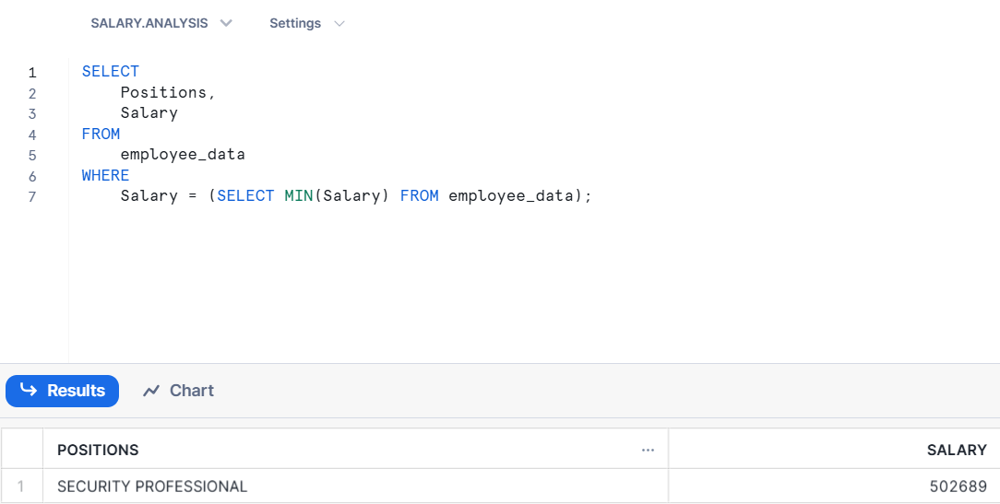 SALARY.ANALYSIS Settings
1 SELECT
2 Positions,
3 Salary
4 FROM
5 employee_data
6 WHERE
7 Salary = (SELECT MIN(Salary) FROM employee_data);
Results Chart
POSITIONS ... SALARY
1 SECURITY PROFESSIONAL 502689